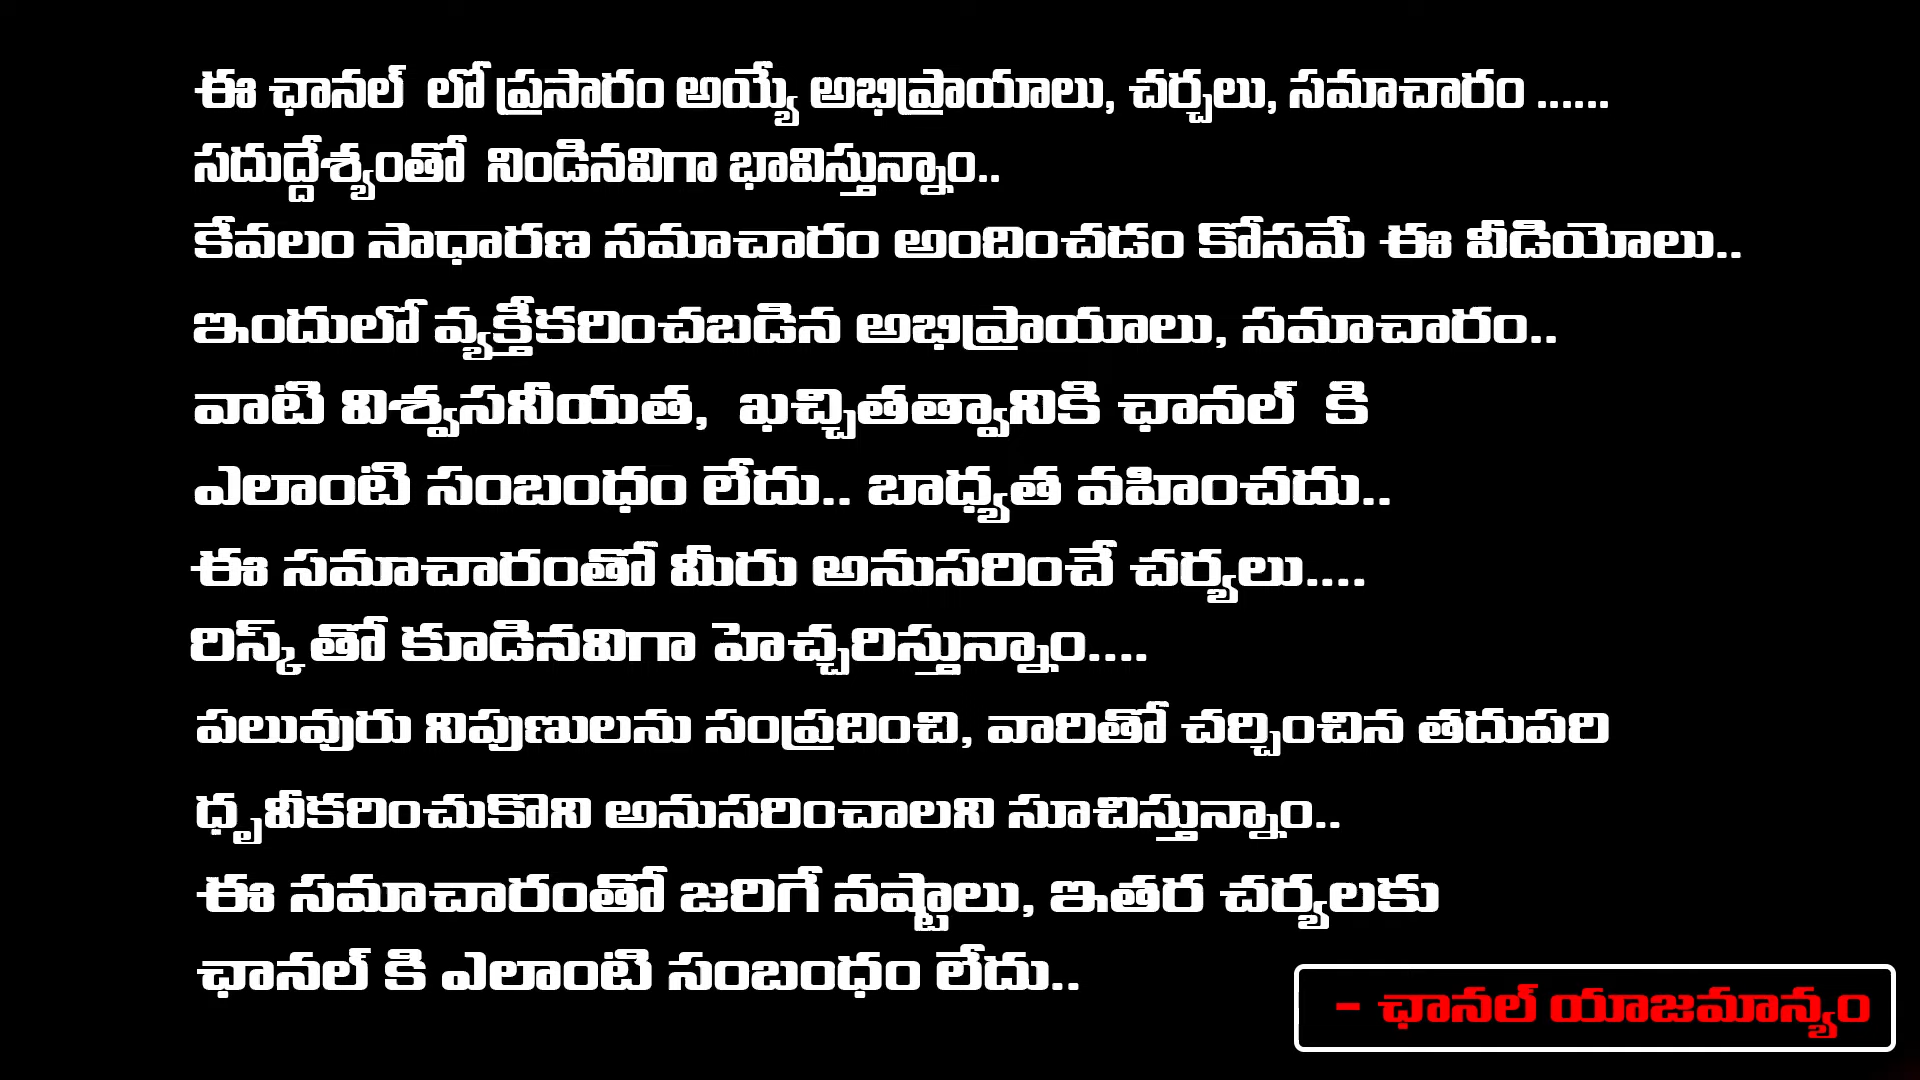 ఈ ఛానల్ లో ప్రసారం అయ్యే అభిప్రాయాలు, చర్చలు, సమాచారం ......
సదుద్దేశ్యంతో నిండినవిగా భావిస్తున్నాం..
కేవలం సాధారణ సమాచారం అందించడం కోసమే ఈ వీడియోలు..
ఇందులో వ్యక్తీకరించబడిన అభిప్రాయాలు, సమాచారం..
వాటి విశ్వసనీయత, ఖచ్చితత్వానికి ఛానల్ కి
ఎలాంటి సంబంధం లేదు.. బాధ్యత వహించదు..
ఈ సమాచారంతో మీరు అనుసరించే చర్యలు....
రిస్క్ తో కూడినవిగా హెచ్చరిస్తున్నాం....
పలువురు నిపుణులను సంప్రదించి, వారితో చర్చించిన తదుపరి
ధృవీకరించుకొని అనుసరించాలని సూచిస్తున్నాం..
ఈ సమాచారంతో జరిగే నష్టాలు, ఇతర చర్యలకు
ఛానల్ కి ఎలాంటి సంబంధం లేదు..
- ఛానల్ యాజమాన్యం